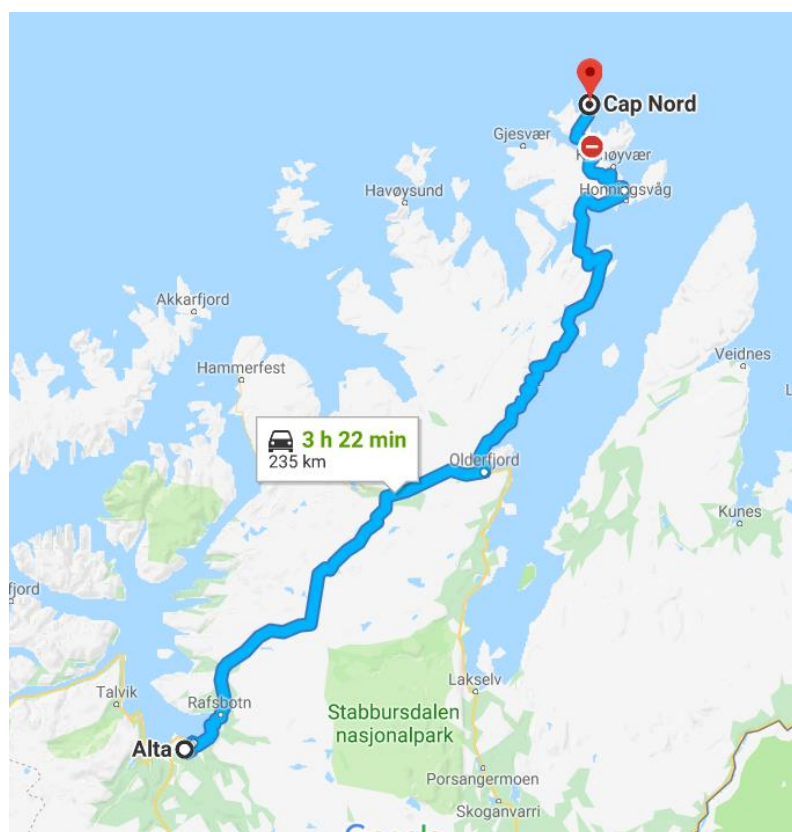 Cap Nord
Gjesvær
Honningsvåg
Havøysund
Akkarfjord
Veidnes
Hammerfest
3 h 22 min
235 km
Olderfjord
Kunes
fjord
Talvik
Rafsbotn
Lakselv
Stabbursdalen
nasjonalpark
Alta
Porsangermoen
Skoganvarri